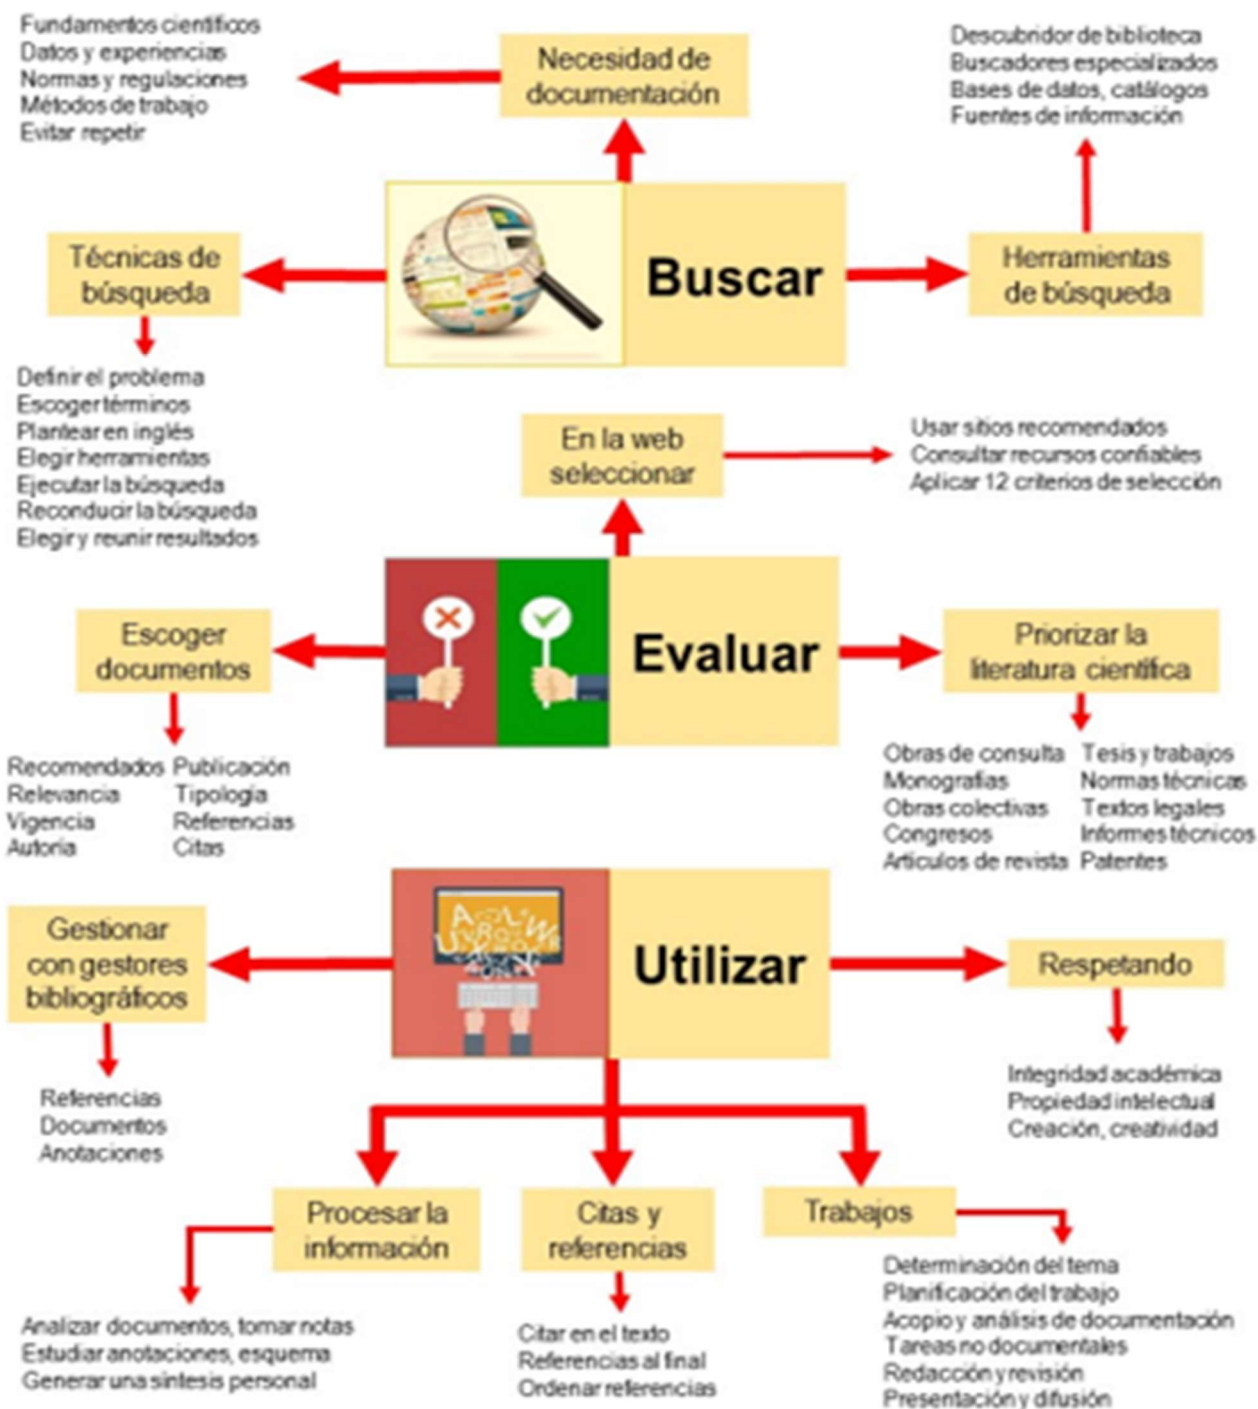 Fundamentos científicos
Datos y experiencias
Normas y regulaciones
Métodos de trabajo
Evitar repetir
Necesidad de
documentación
Descubridor de biblioteca
Buscadores especializados
Bases de datos, catálogos
Fuentes de información
Técnicas de
búsqueda
Buscar
Herramientas
de búsqueda
Definir el problema
Escoger términos
Plantear en inglés
Elegir herramientas
Ejecutar la búsqueda
Reconducir la búsqueda
Elegir y reunir resultados
En la web
seleccionar
Usar sitios recomendados
Consultar recursos confiables
Aplicar 12 criterios de selección
Escoger
documentos
Evaluar
Priorizar la
literatura científica
Recomendados Publicación
Relevancia Tipología
Vigencia Referencias
Autoría Citas
Obras de consulta Tesis y trabajos
Monografías Normas técnicas
Obras colectivas Textos legales
Congresos Informes técnicos
Artículos de revista Patentes
Gestionar
con gestores
bibliográficos
Utilizar
Respetando
Referencias
Documentos
Anotaciones
Integridad académica
Propiedad intelectual
Creación, creatividad
Procesar la
información
Citas y
referencias
Trabajos
Analizar documentos, tomar notas
Estudiar anotaciones, esquema
Generar una síntesis personal
Citar en el texto
Referencias al final
Ordenar referencias
Determinación del tema
Planificación del trabajo
Acopio y análisis de documentación
Tareas no documentales
Redacción y revisión
Presentación y difusión